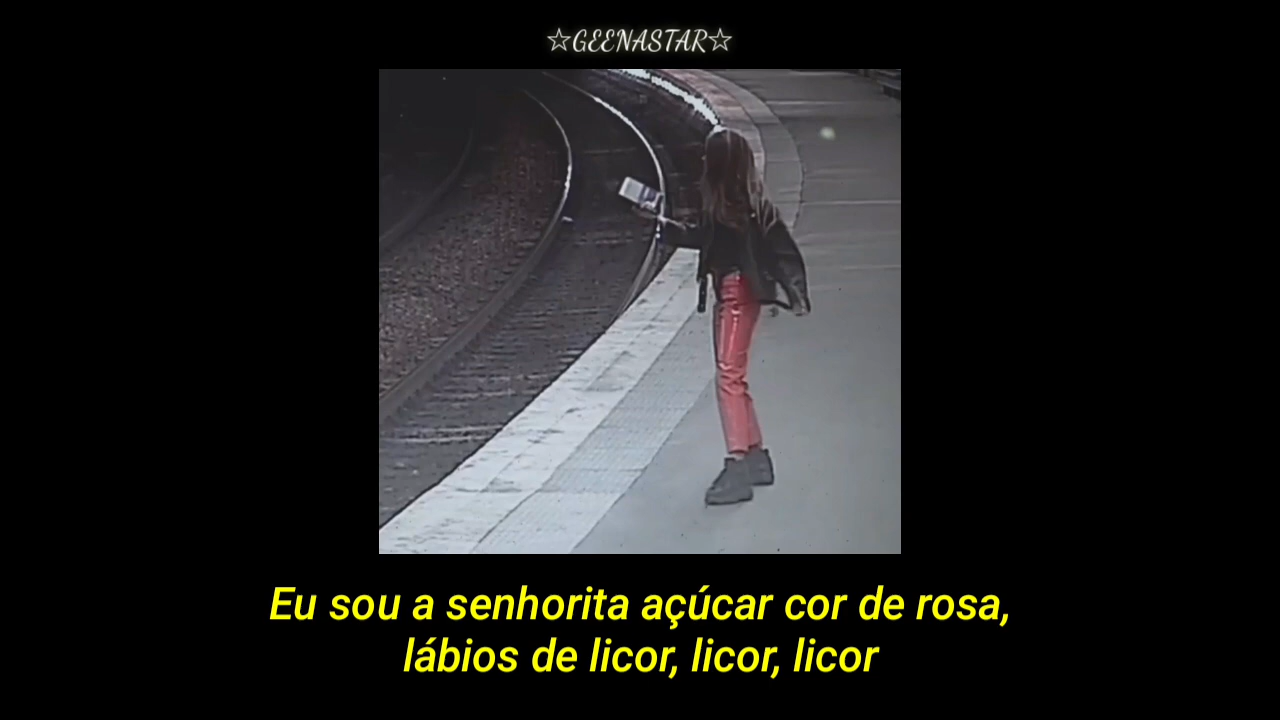 ☆GEENASTAR☆
Eu sou a senhorita açúcar cor de rosa,
lábios de licor, licor, licor